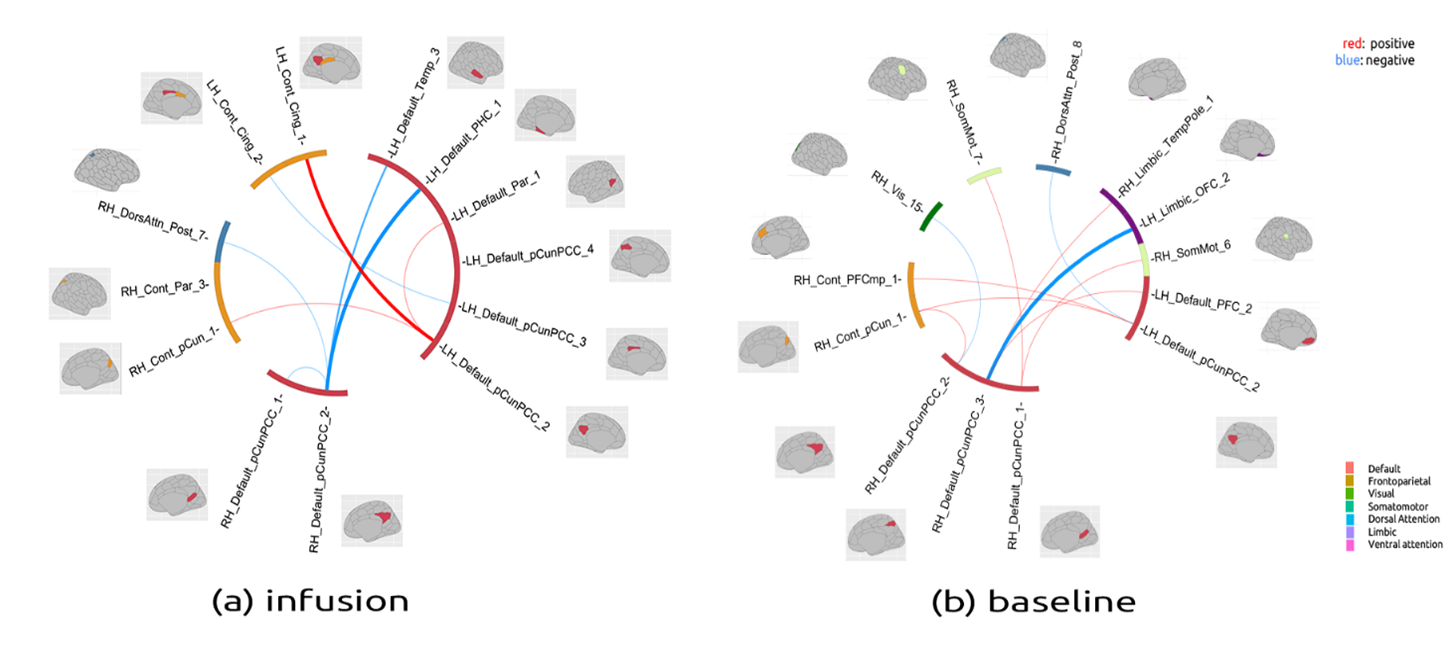 LH_Cont_Cing_1-
LH_Cont_Cing_2-
RH_DorsAttn_Post_7-
RH_Cont_Par_3-
RH_Cont_pCun_1-
RH_Default_pCunPCC_1-
RH_Default_pCunPCC_2-
-LH_Default_Temp_3
-LH_Default_PHC_1
-LH_Default_Par_1
-LH_Default_pCunPCC_4
-LH_Default_pCunPCC_3
-LH_Default_pCunPCC_2
(a) infusion
RH_SomMot_7-
RH_Vis_15-
RH_Cont_PFCmp_1-
RH_Cont_pCun_1-
RH_Default_pCunPCC_2-
RH_Default_pCunPCC_3-
RH_Default_pCunPCC_1-
-RH_DorsAttn_Post_8
-RH_Limbic_TempPole_1
-LH_Limbic_OFC_2
-RH_SomMot_6
-LH_Default_PFC_2
-LH_Default_pCunPCC_2
(b) baseline
red: positive
blue: negative
Default
Frontoparietal
Visual
Somatomotor
Dorsal Attention
Limbic
Ventral attention